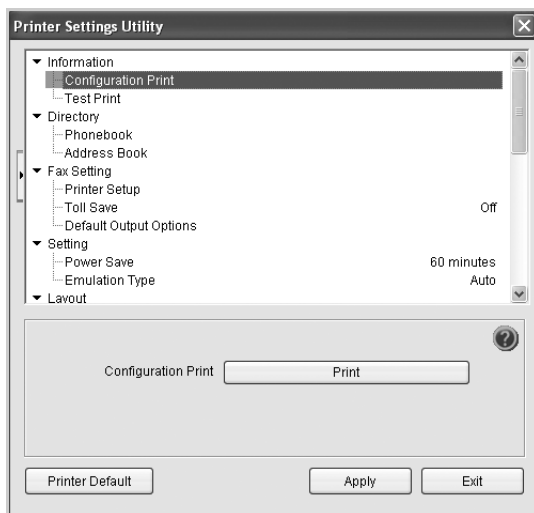 Printer Settings Utility
Information
Configuration Print
Test Print
Directory
Phonebook
Address Book
Fax Setting
Printer Setup
Toll Save Off
Default Output Options
Setting
Power Save 60 minutes
Emulation Type Auto
Layout
?
Configuration Print Print
Printer Default Apply Exit